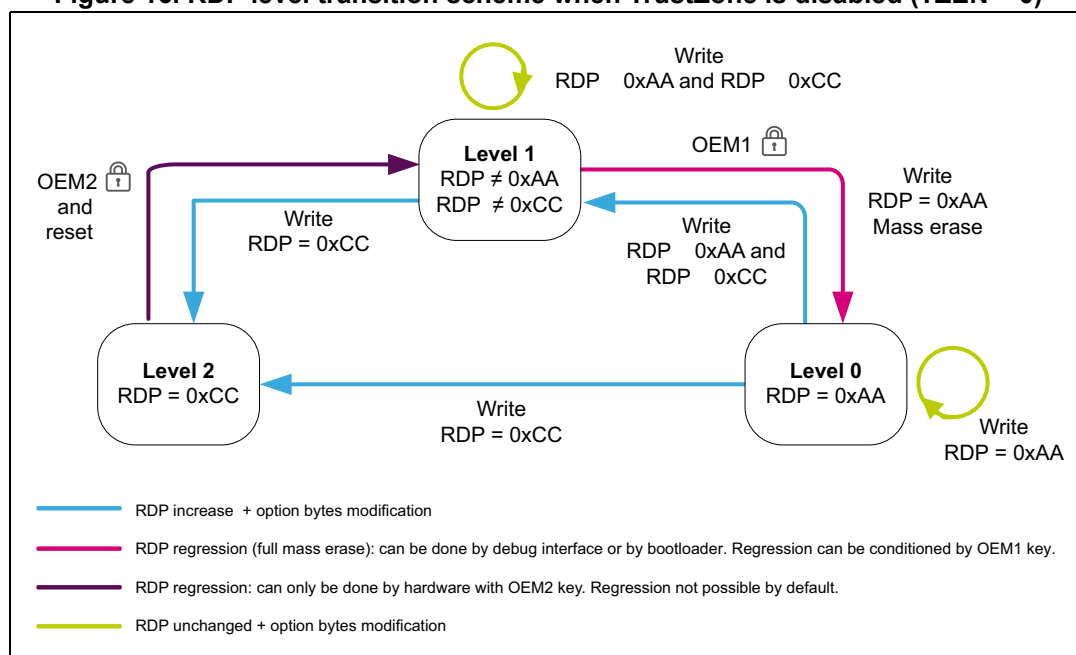 Write
RDP 0xAA and RDP 0xCC
Level 1
RDP ≠ 0xAA
RDP ≠ 0xCC
OEM1
OEM2
and
reset
Write
RDP = 0xAA
Mass erase
Write
RDP = 0xCC
Write
RDP 0xAA and
RDP 0xCC
Level 2
RDP = 0xCC
Level 0
RDP = 0xAA
Write
RDP = 0xCC
Write
RDP = 0xAA
RDP increase + option bytes modification
RDP regression (full mass erase): can be done by debug interface or by bootloader. Regression can be conditioned by OEM1 key.
RDP regression: can only be done by hardware with OEM2 key. Regression not possible by default.
RDP unchanged + option bytes modification